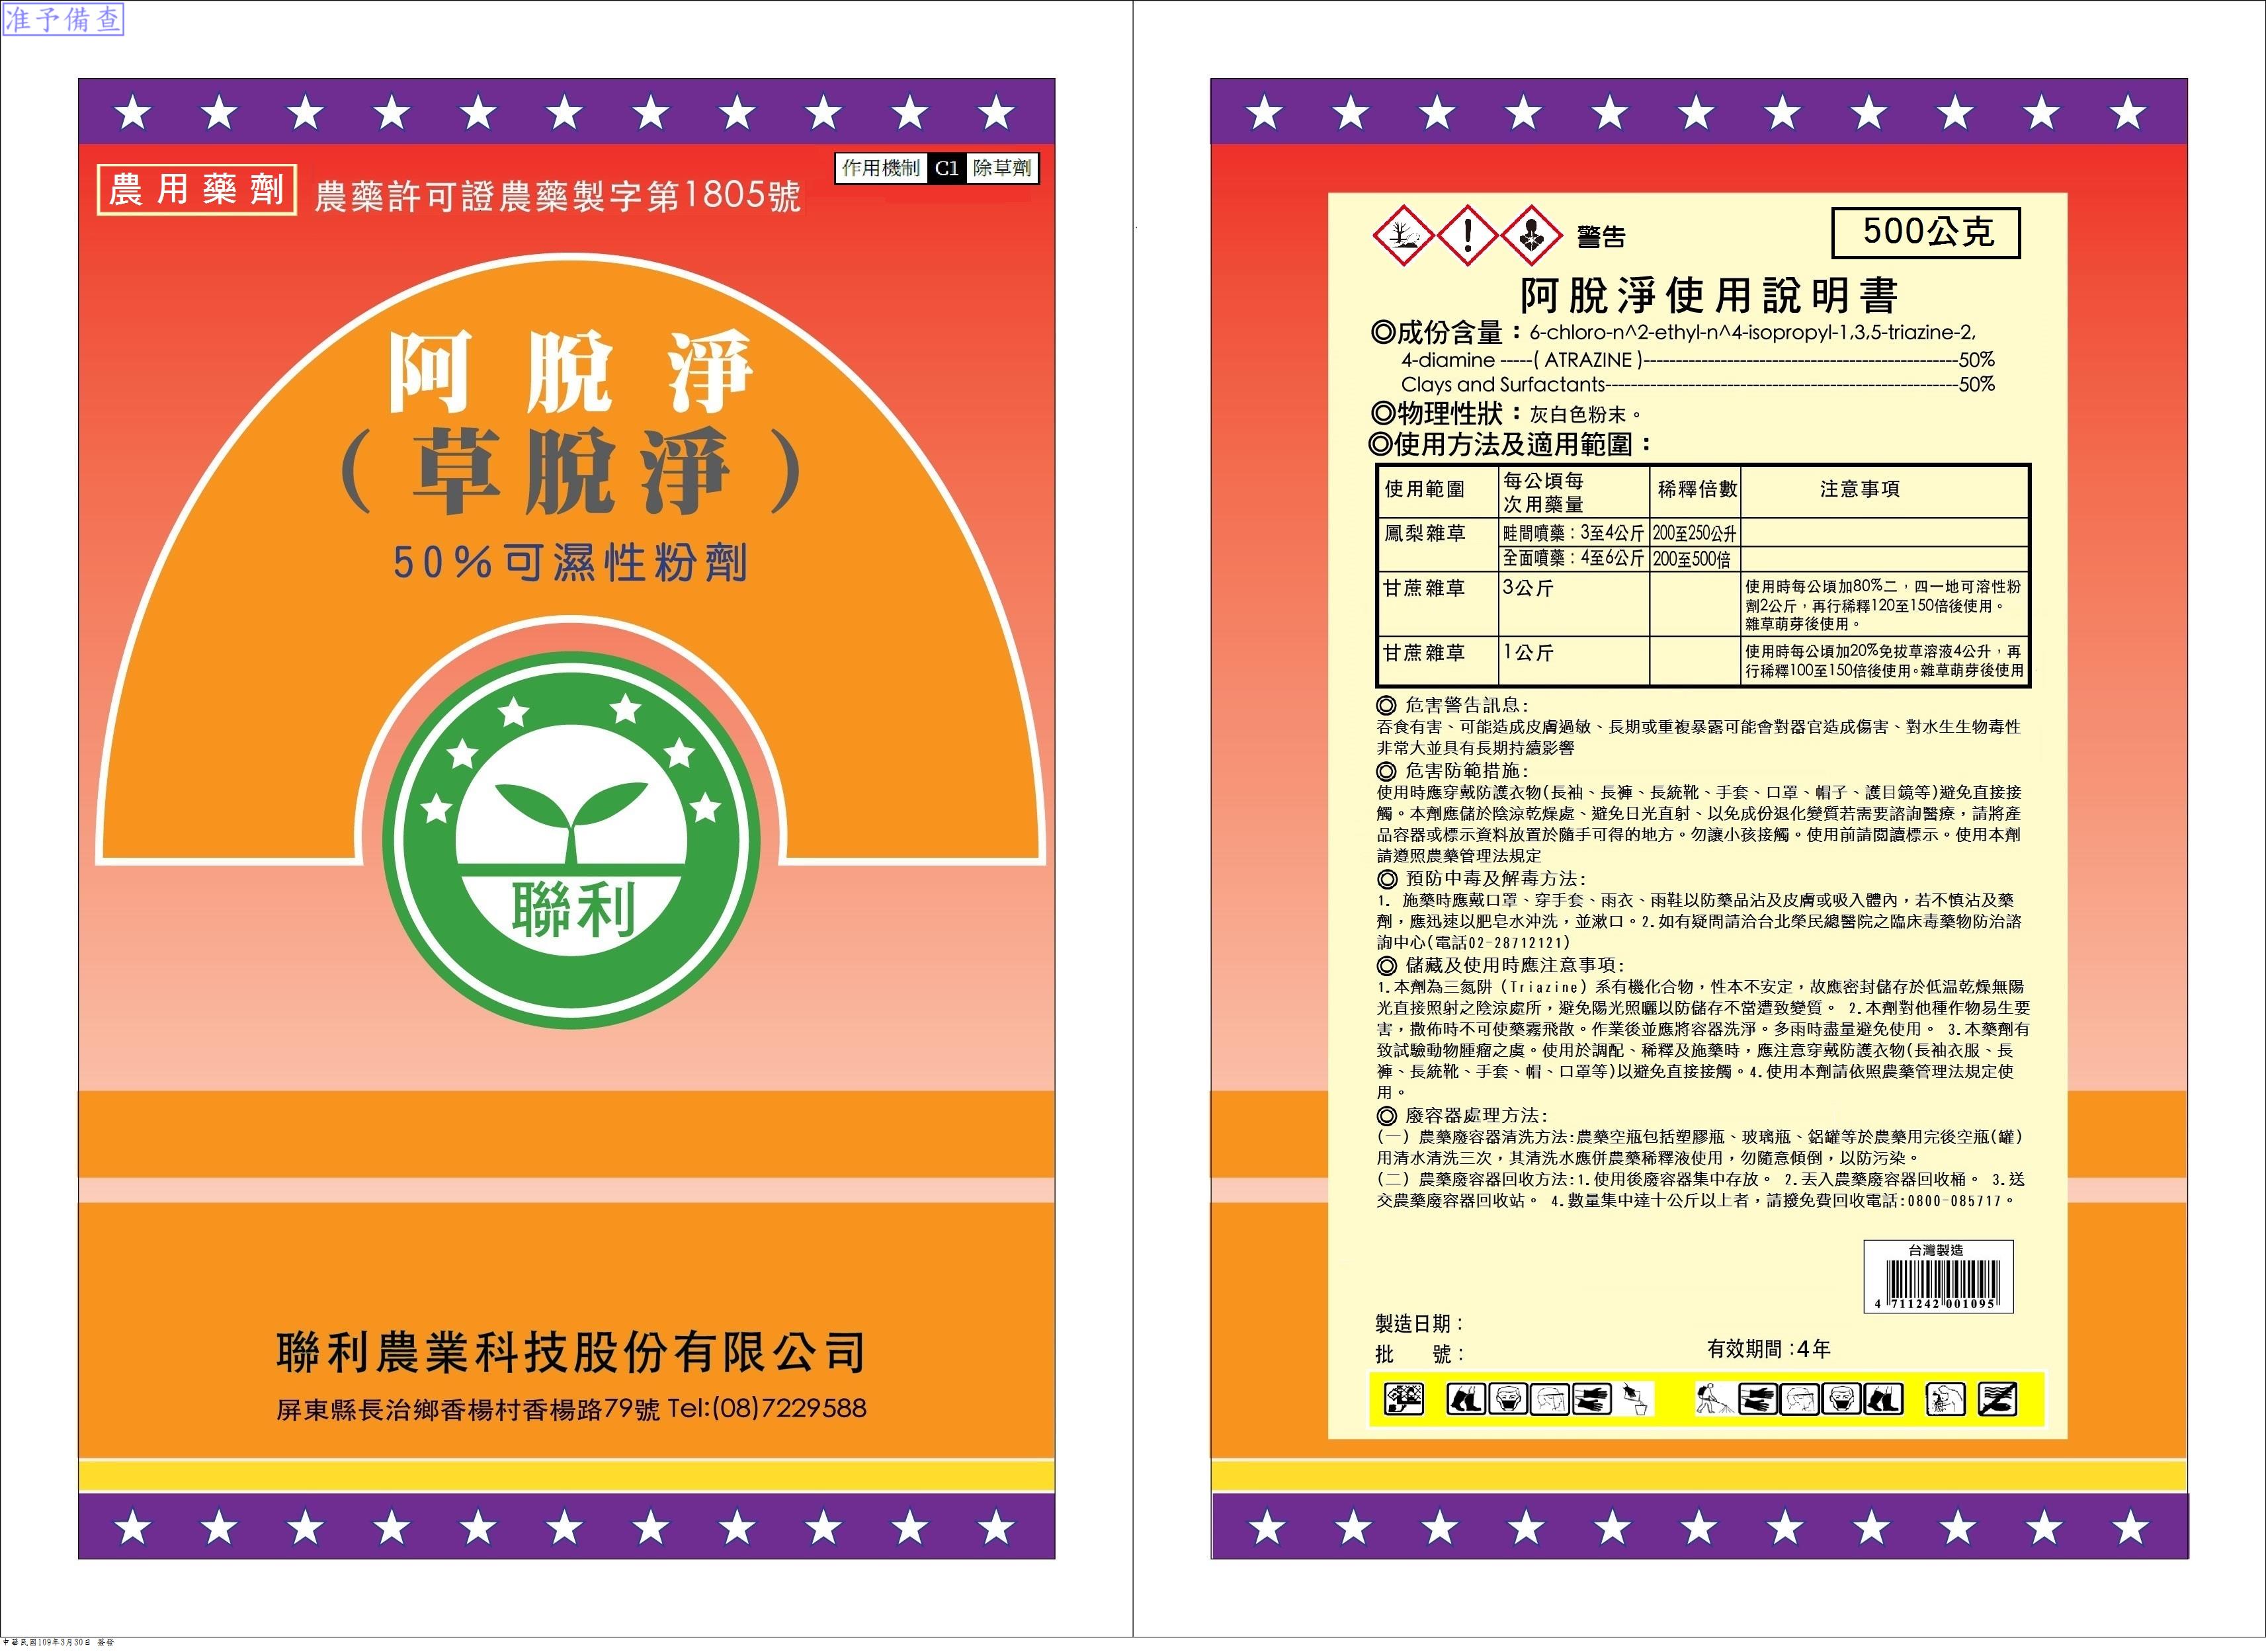 准予備查
農用藥劑
農藥許可證農藥製字第1805號
作用機制 C1 除草劑
阿脫淨
(草脫淨)
50%可濕性粉劑
聯利
聯利農業科技股份有限公司
屏東縣長治鄉香楊村香楊路79號 Tel:(08)7229588
警告
500公克
阿脫淨使用說明書
◎成份含量：6-chloro-n^2-ethyl-n^4-isopropyl-1,3,5-triazine-2,
4-diamine -----( ATRAZINE )------------------------------------------------50%
Clays and Surfactants------------------------------------------------------50%
◎物理性狀：灰白色粉末。
◎使用方法及適用範圍：
使用範圍 每公頃每次用藥量 稀釋倍數 注意事項
鳳梨雜草 畦間噴藥：3至4公斤 200至250公升
全面噴藥：4至6公斤 200至500倍
甘蔗雜草 3公斤 使用時每公頃加80%二，四一地可溶性粉
劑2公斤，再行稀釋120至150倍後使用。
雜草萌芽後使用。
甘蔗雜草 1公斤 使用時每公頃加20%免拔草溶液4公升，再
行稀釋100至150倍後使用。雜草萌芽後使用
◎ 危害警告訊息:
吞食有害、可能造成皮膚過敏、長期或重複暴露可能會對器官造成傷害、對水生生物毒性
非常大並具有長期持續影響
◎ 危害防範措施:
使用時應穿戴防護衣物(長袖、長褲、長統靴、手套、口罩、帽子、護目鏡等)避免直接接
觸。本劑應儲於陰涼乾燥處、避免日光直射、以免成份退化變質若需要諮詢醫療，請將產
品容器或標示資料放置於隨手可得的地方。勿讓小孩接觸。使用前請閱讀標示。使用本劑
請遵照農藥管理法規定
◎ 預防中毒及解毒方法:
1. 施藥時應戴口罩、穿手套、雨衣、雨鞋以防藥品沾及皮膚或吸入體內，若不慎沾及藥
劑，應迅速以肥皂水沖洗，並漱口。2.如有疑問請洽台北榮民總醫院之臨床毒藥物防治諮
詢中心(電話02-28712121)
◎ 儲藏及使用時應注意事項:
1.本劑為三氮阱（Triazine）系有機化合物，性本不安定，故應密封儲存於低溫乾燥無陽
光直接照射之陰涼處所，避免陽光照曬以防儲存不當遭致變質。 2.本劑對他種作物易生要
害，撒佈時不可使藥霧飛散。作業後並應將容器洗淨。多雨時盡量避免使用。 3.本藥劑有
致試驗動物腫瘤之虞。使用於調配、稀釋及施藥時，應注意穿戴防護衣物(長袖衣服、長
褲、長統靴、手套、帽、口罩等)以避免直接接觸。4.使用本劑請依照農藥管理法規定使
用。
◎ 廢容器處理方法:
(一) 農藥廢容器清洗方法:農藥空瓶包括塑膠瓶、玻璃瓶、鋁罐等於農藥用完後空瓶(罐)
用清水清洗三次，其清洗水應併農藥稀釋液使用，勿隨意傾倒，以防污染。
(二) 農藥廢容器回收方法:1.使用後廢容器集中存放。 2.丟入農藥廢容器回收桶。 3.送
交農藥廢容器回收站。 4.數量集中達十公斤以上者，請撥免費回收電話:0800-085717。
台灣製造
4 711242 001095
製造日期：
批　號：
有效期間：4年
中華民國109年3月30日 簽發